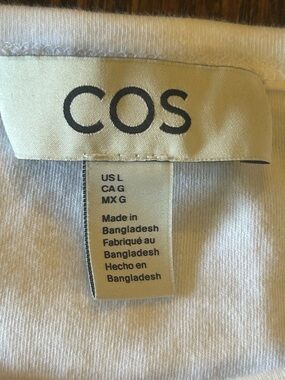 COS
US L
CA G
MX G
Made in
Bangladesh
Fabriqué au
Bangladesh
Hecho en
Bangladesh